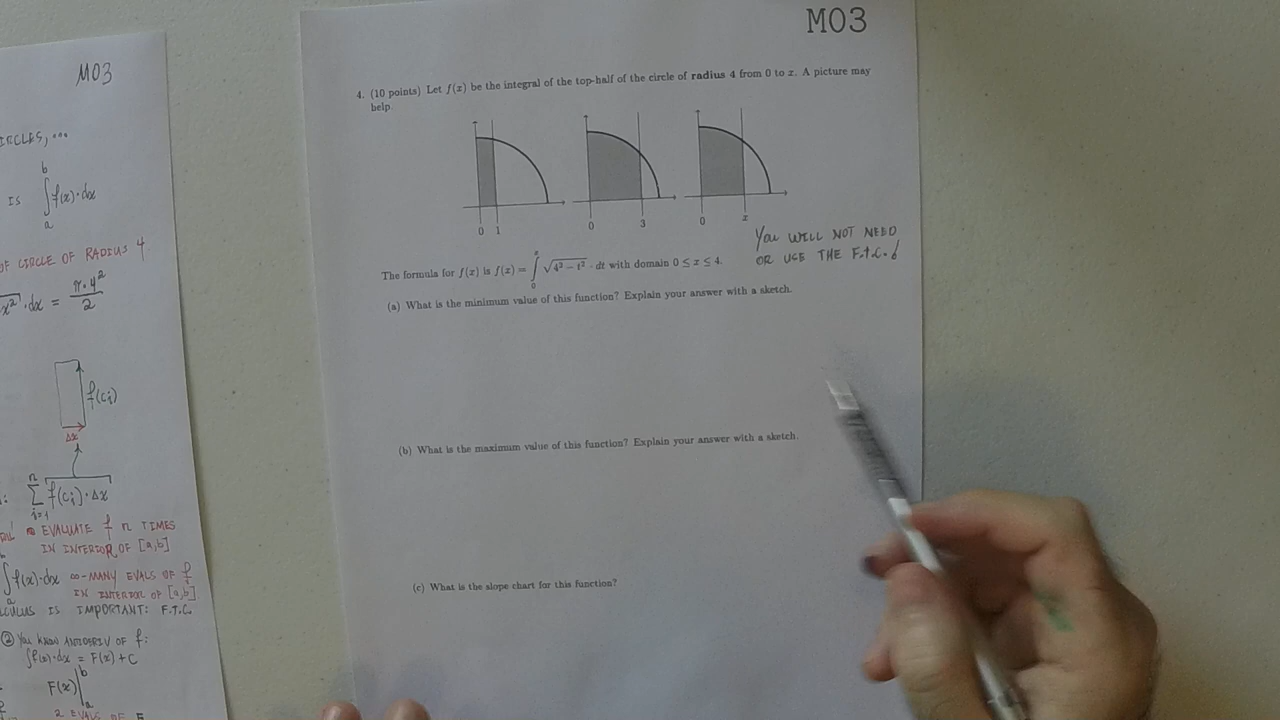 M03
IRCLES, ...
b
IS ∫ f(x)·dx
a
OF CIRCLE OF RADIUS 4
x² · dx = π·4²/2
f(ci)
Δx
n
: Σ f(ci)·Δx
i=1
EVALUATE f n TIMES
IN INTERIOR OF [a,b]
∫ f(x)·dx ∞-MANY EVALS OF f
a IN INTERIOR OF [a,b]
LCULUS IS IMPORTANT: F.T.C.
② YOU KNOW ANTIDERIV OF f:
∫f(x)·dx = F(x)+C
F(x)|b
a
2 EVALS OF F
M03
4. (10 points) Let f(x) be the integral of the top-half of the circle of radius 4 from 0 to x. A picture may
help.
0 1 0 3 0 x
YOU WILL NOT NEED
OR USE THE F.T.C.!
The formula for f(x) is f(x) = ∫₀ˣ √(4² − t²) · dt with domain 0 ≤ x ≤ 4.
(a) What is the minimum value of this function? Explain your answer with a sketch.
(b) What is the maximum value of this function? Explain your answer with a sketch.
(c) What is the slope chart for this function?